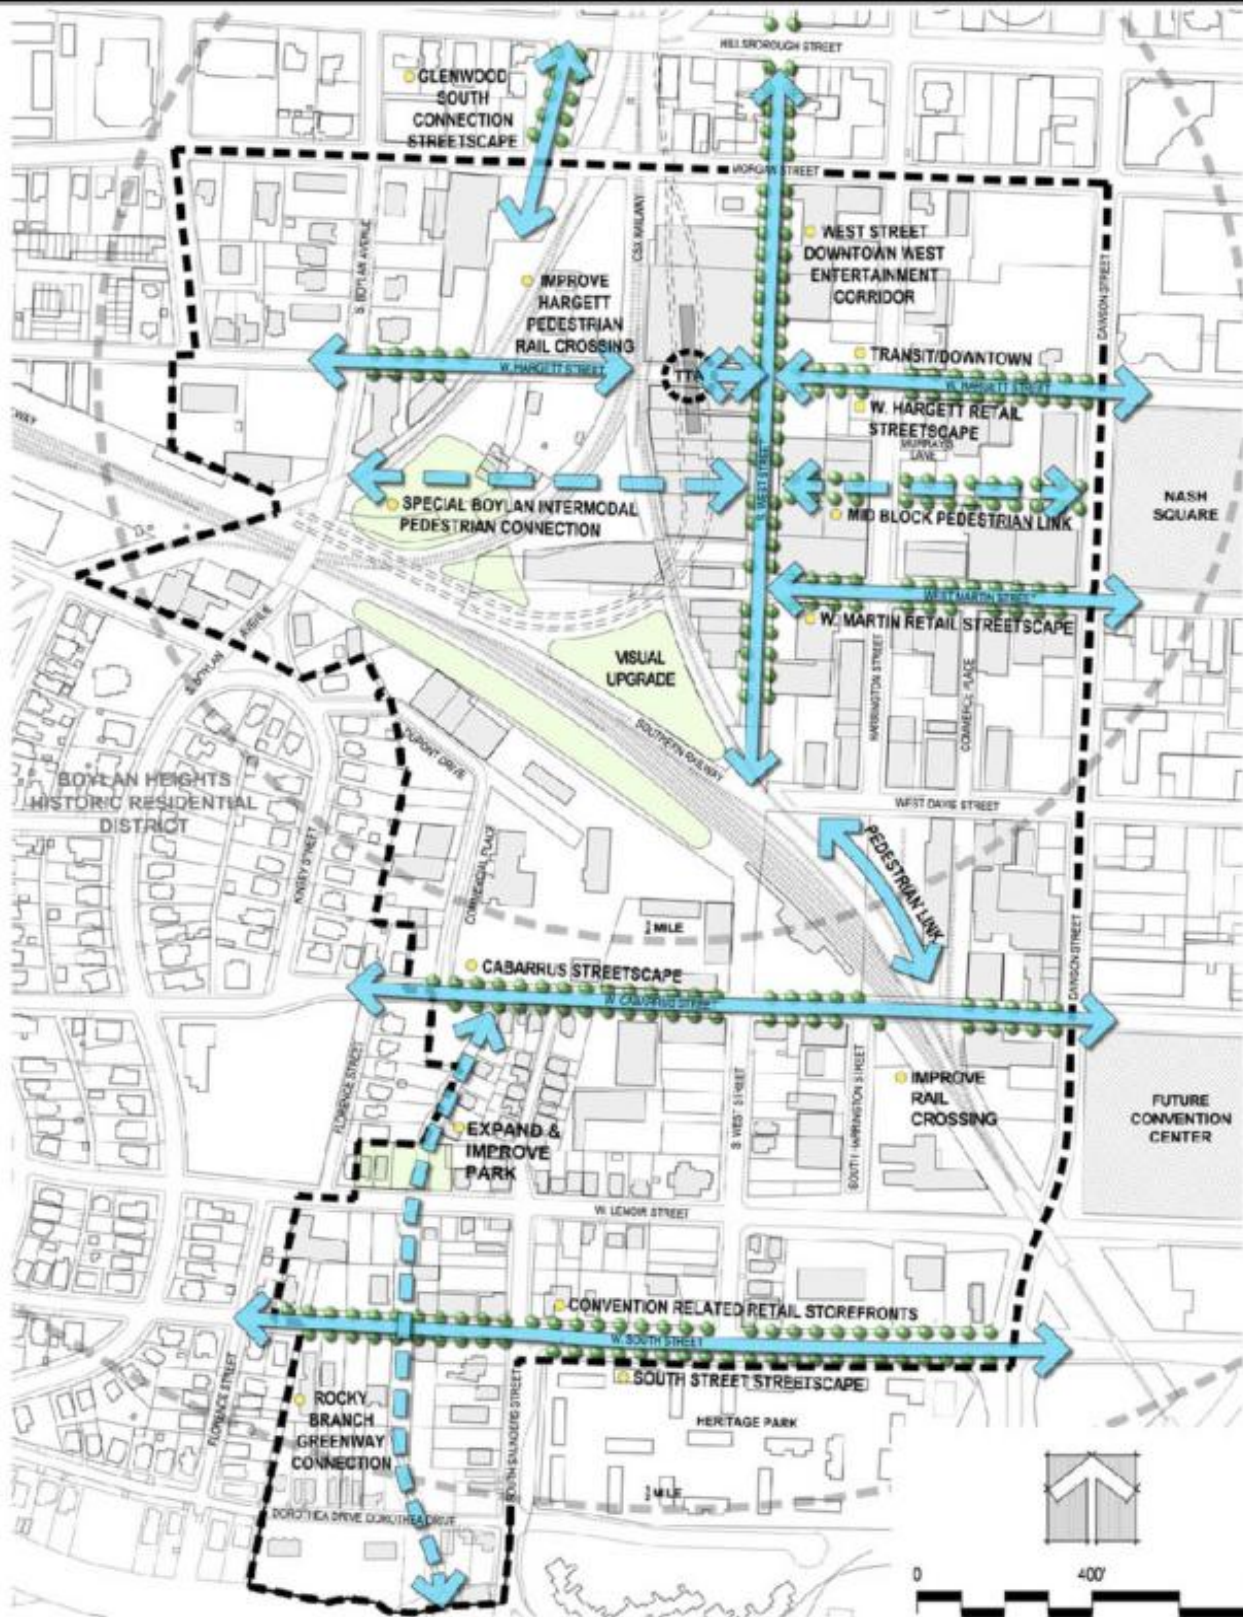 HILLSBOROUGH STREET
GLENWOOD
SOUTH
CONNECTION
STREETSCAPE
MORGAN STREET
S. BOYLAN AVENUE
CSX RAILWAY
WEST STREET
DOWNTOWN WEST
ENTERTAINMENT
CORRIDOR
DAWSON STREET
IMPROVE
HARGETT
PEDESTRIAN
RAIL CROSSING
W. HARGETT STREET
TTA
TRANSIT/DOWNTOWN
W. HARGETT STREET
W. HARGETT RETAIL
STREETSCAPE
MURRAYS
LANE
WAY
S. WEST STREET
SPECIAL BOYLAN INTERMODAL
PEDESTRIAN CONNECTION
MID BLOCK PEDESTRIAN LINK
NASH
SQUARE
WEST MARTIN STREET
W. MARTIN RETAIL STREETSCAPE
S. BOYLAN
AVENUE
VISUAL
UPGRADE
HARRINGTON STREET
COMMERCE PLACE
SOUTHERN RAILWAY
DUPONT DRIVE
BOYLAN HEIGHTS
HISTORIC RESIDENTIAL
DISTRICT
WEST DAVIE STREET
KINSEY STREET
COMMERCIAL PLACE
PEDESTRIAN LINK
MILE
DAWSON STREET
CABARRUS STREETSCAPE
W. CABARRUS STREET
FLORENCE STREET
S. WEST STREET
SOUTH HARRINGTON STREET
IMPROVE
RAIL
CROSSING
FUTURE
CONVENTION
CENTER
EXPAND &
IMPROVE
PARK
W. LENOIR STREET
CONVENTION RELATED RETAIL STOREFRONTS
W. SOUTH STREET
SOUTH STREET STREETSCAPE
FLORENCE STREET
ROCKY
BRANCH
GREENWAY
CONNECTION
SOUTH SAUNDERS STREET
HERITAGE PARK
MILE
DOROTHEA DRIVE DOROTHEA DRIVE
0 400'